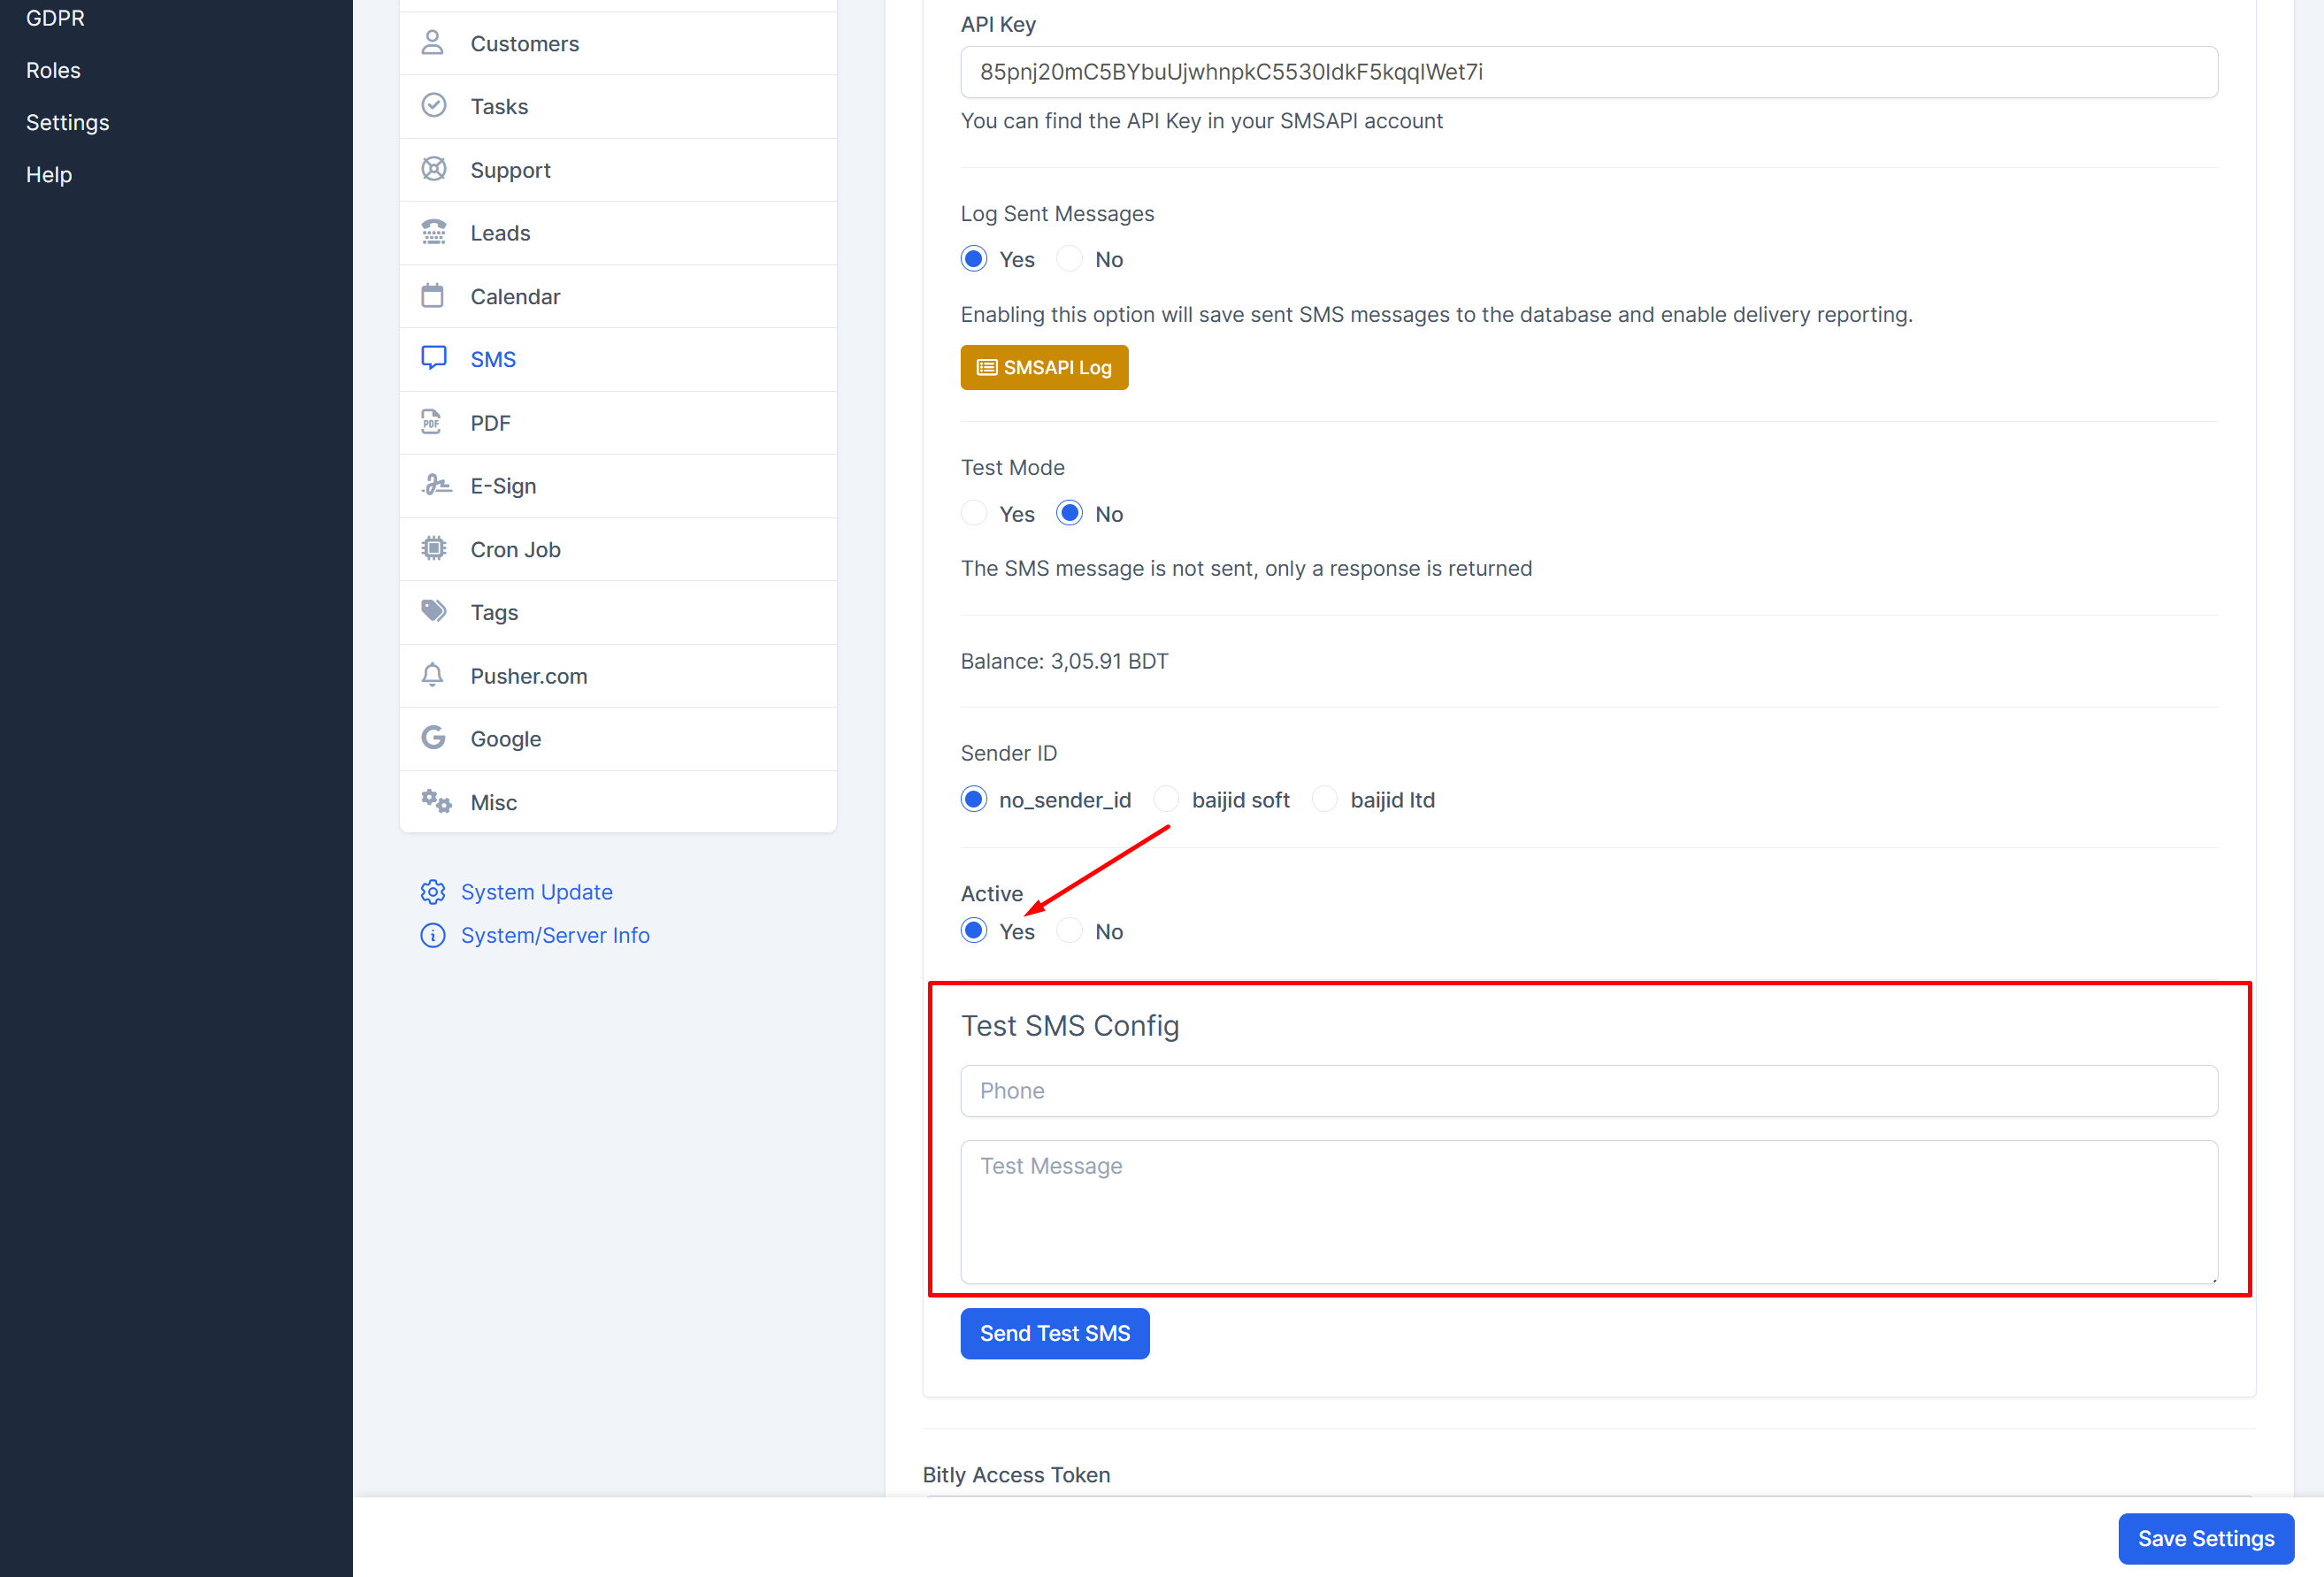 GDPR
Roles
Settings
Help
Customers
Tasks
Support
Leads
Calendar
SMS
PDF
E-Sign
Cron Job
Tags
Pusher.com
Google
Misc
System Update
System/Server Info
API Key
85pnj20mC5BYbuUjwhnpkC5530IdkF5kqqIWet7i
You can find the API Key in your SMSAPI account
Log Sent Messages
Yes No
Enabling this option will save sent SMS messages to the database and enable delivery reporting.
SMSAPI Log
Test Mode
Yes No
The SMS message is not sent, only a response is returned
Balance: 3,05.91 BDT
Sender ID
no_sender_id baijid soft baijid ltd
Active
Yes No
Test SMS Config
Phone
Test Message
Send Test SMS
Bitly Access Token
Save Settings